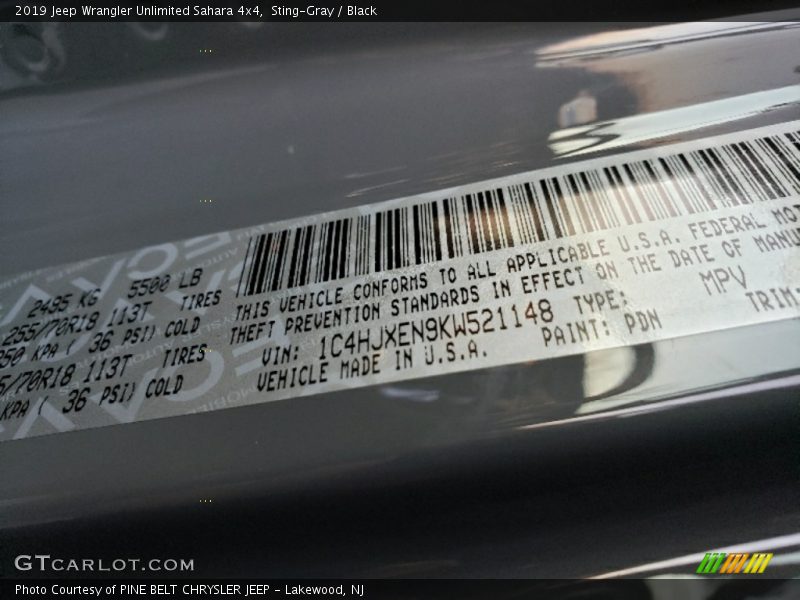 2019 Jeep Wrangler Unlimited Sahara 4x4, Sting-Gray / Black
2495 KG 5500 LB
255/70R18 113T TIRES
KPA ( 36 PSI) COLD
/70R18 113T TIRES
KPA ( 36 PSI) COLD
THIS VEHICLE CONFORMS TO ALL APPLICABLE U.S.A. FEDERAL
THEFT PREVENTION STANDARDS IN EFFECT ON THE DATE OF
VIN: 1C4HJXEN9KW521148 TYPE: MPV
VEHICLE MADE IN U.S.A. PAINT: PDN TRIM:
GTCARLOT.COM
Photo Courtesy of PINE BELT CHRYSLER JEEP - Lakewood, NJ